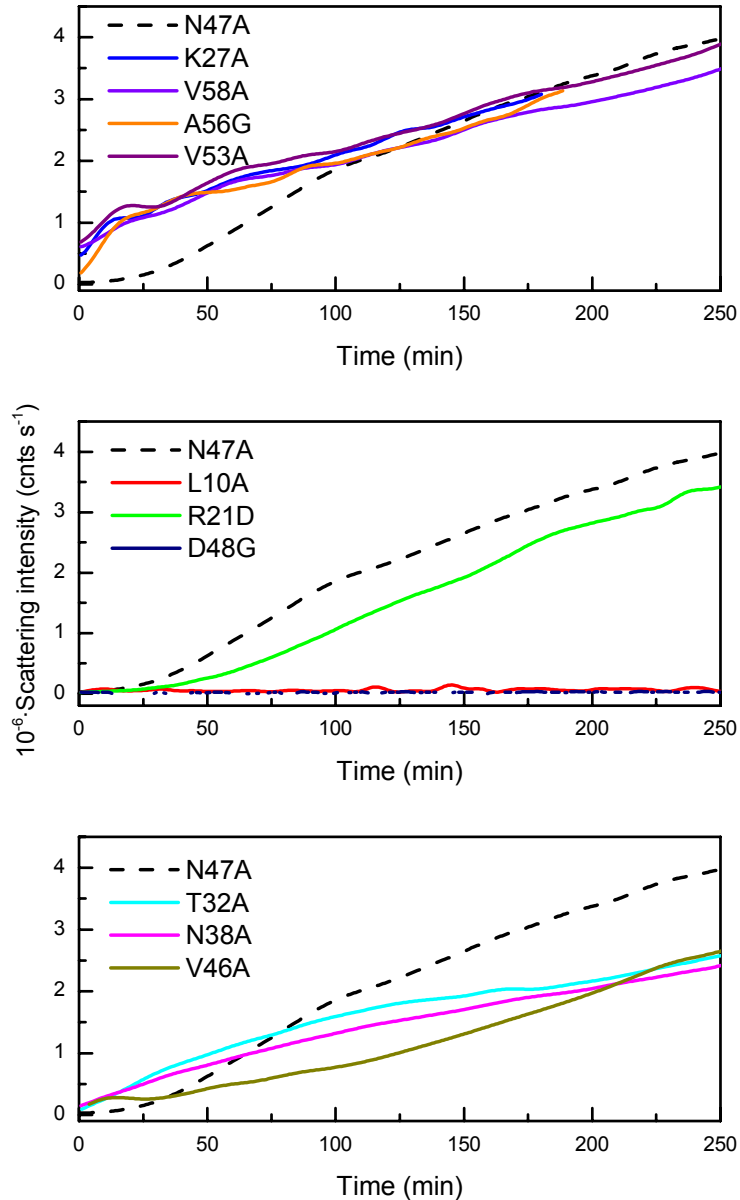 4
3
2
1
0
N47A
K27A
V58A
A56G
V53A
0 50 100 150 200 250
Time (min)
10⁻⁶·Scattering intensity (cnts s⁻¹)
4
3
2
1
0
N47A
L10A
R21D
D48G
0 50 100 150 200 250
Time (min)
4
3
2
1
0
N47A
T32A
N38A
V46A
0 50 100 150 200 250
Time (min)